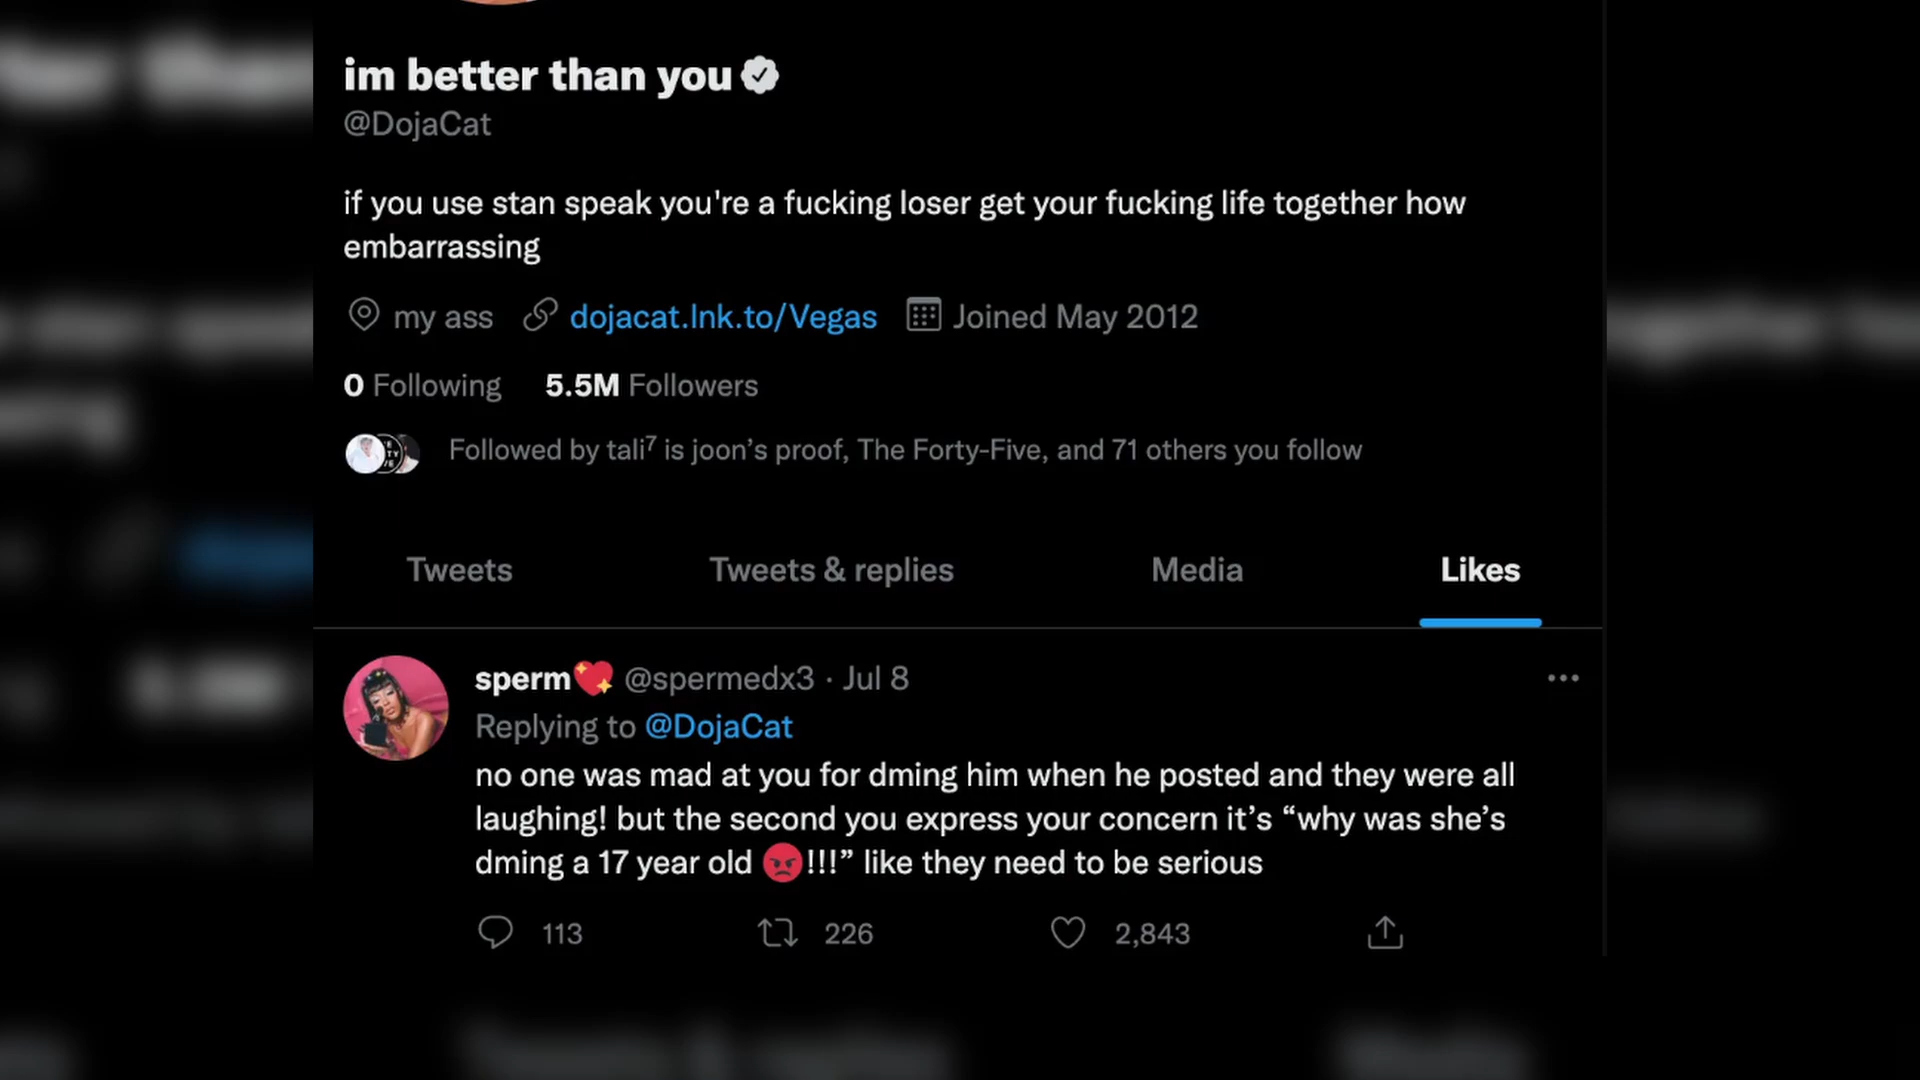 im better than you
@DojaCat
if you use stan speak you're a fucking loser get your fucking life together how
embarrassing
my ass dojacat.lnk.to/Vegas Joined May 2012
0 Following 5.5M Followers
Followed by tali⁷ is joon’s proof, The Forty-Five, and 71 others you follow
Tweets Tweets & replies Media Likes
sperm💖 @spermedx3 · Jul 8
Replying to @DojaCat
no one was mad at you for dming him when he posted and they were all
laughing! but the second you express your concern it’s “why was she’s
dming a 17 year old 😡!!!” like they need to be serious
113 226 2,843